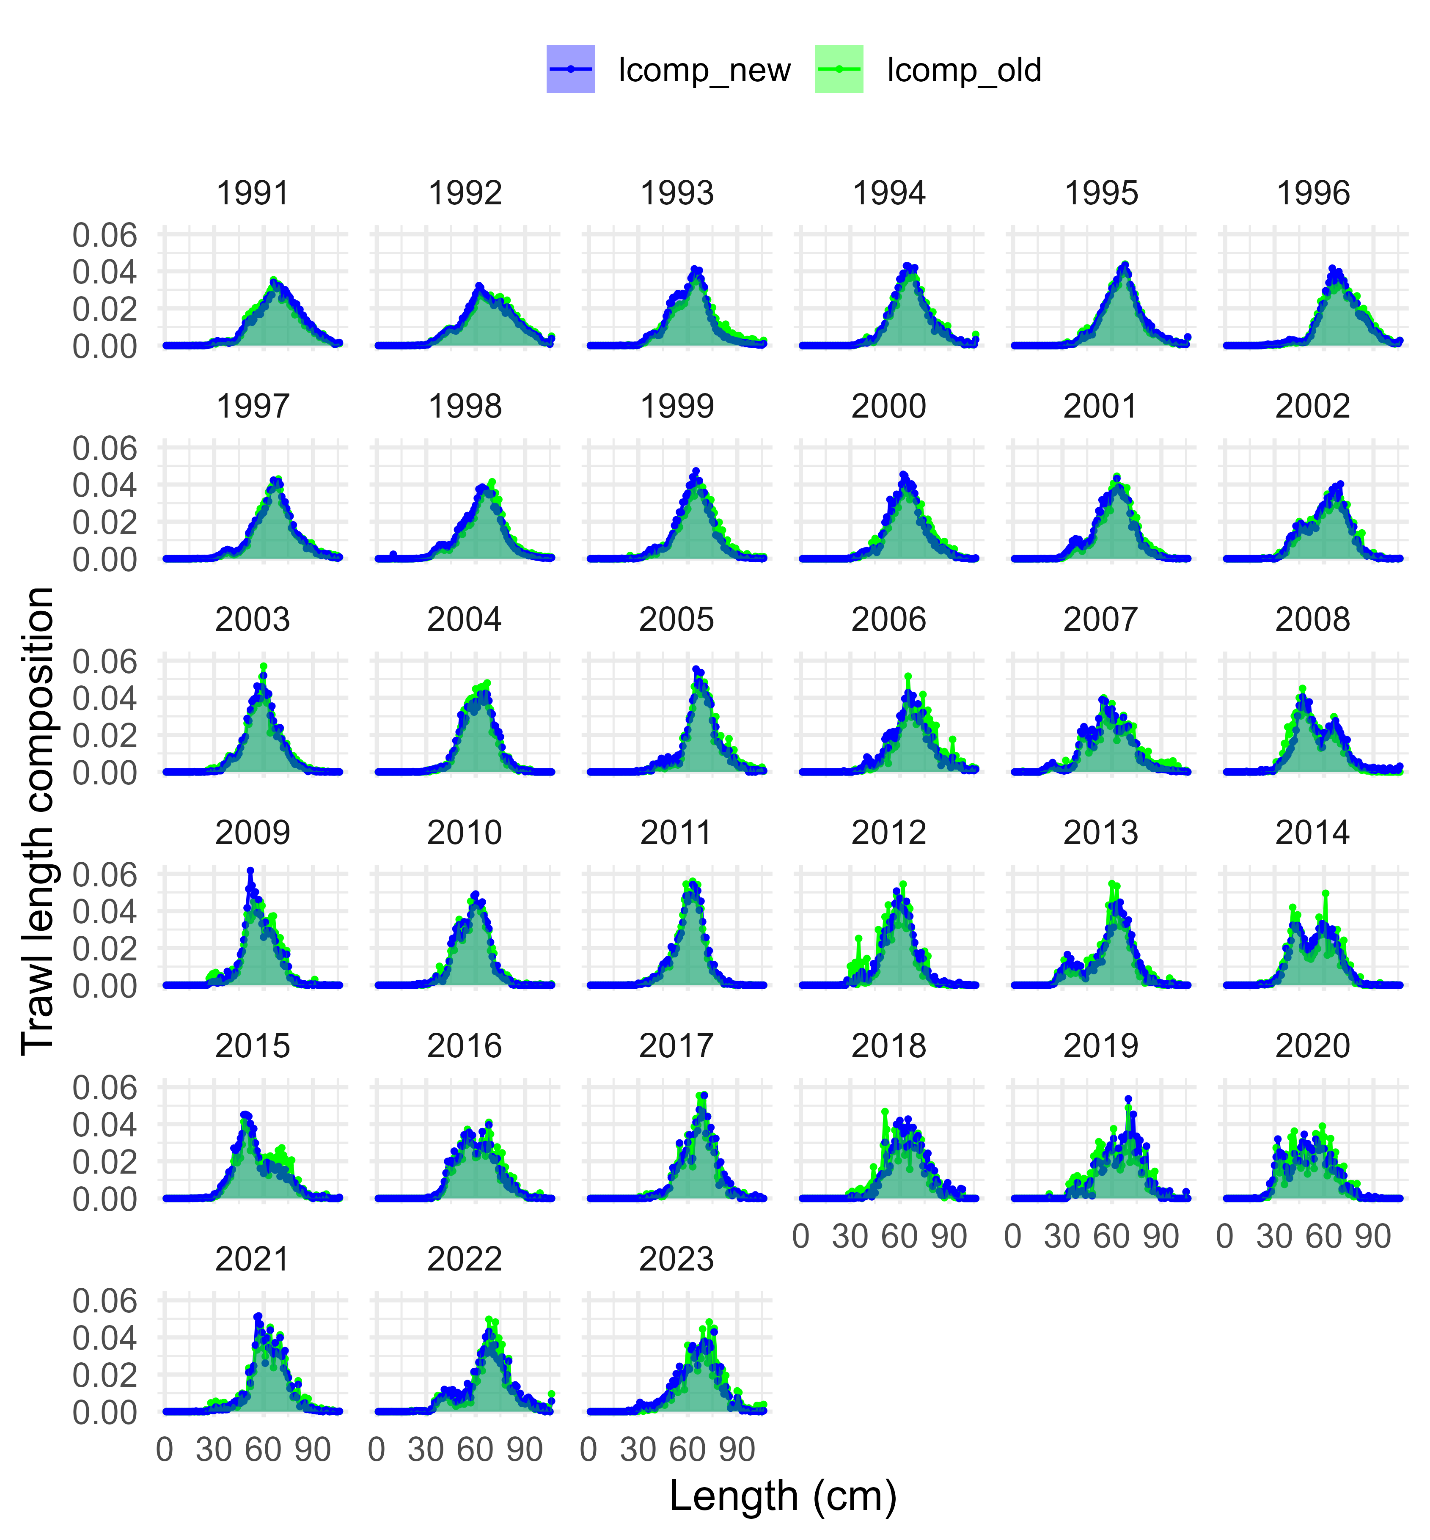 lcomp_new lcomp_old
1991 1992 1993 1994 1995 1996
0.06
0.04
0.02
0.00
1997 1998 1999 2000 2001 2002
0.06
0.04
0.02
0.00
2003 2004 2005 2006 2007 2008
0.06
0.04
0.02
0.00
2009 2010 2011 2012 2013 2014
0.06
0.04
0.02
0.00
2015 2016 2017 2018 2019 2020
0.06
0.04
0.02
0.00
0 30 60 90 0 30 60 90 0 30 60 90
2021 2022 2023
0.06
0.04
0.02
0.00
0 30 60 90 0 30 60 90 0 30 60 90
Length (cm)
Trawl length composition